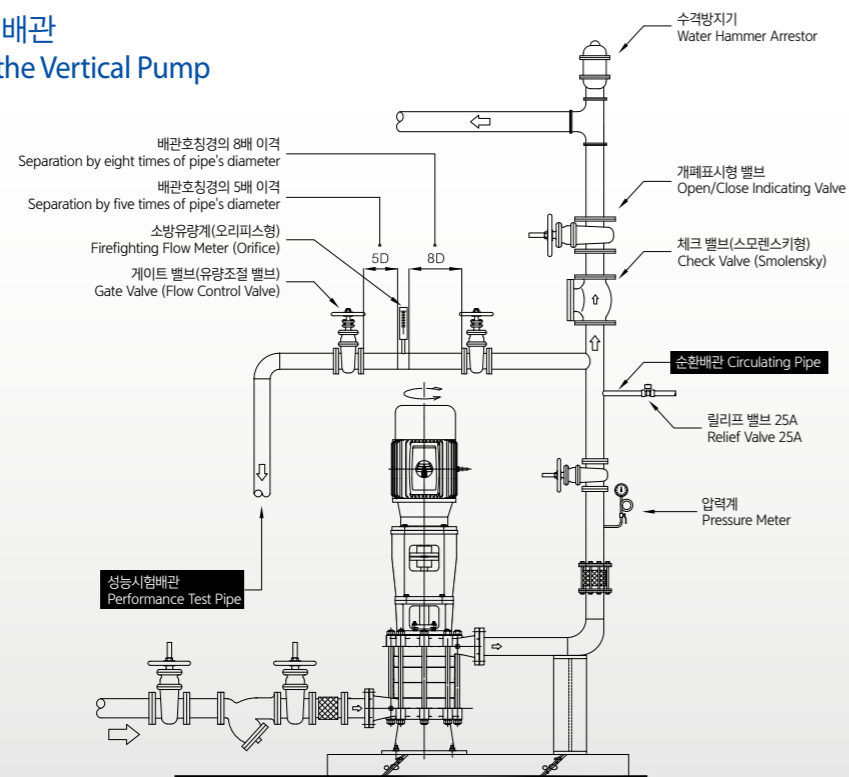 배관
the Vertical Pump
수격방지기
Water Hammer Arrestor
배관호칭경의 8배 이격
Separation by eight times of pipe's diameter
배관호칭경의 5배 이격
Separation by five times of pipe's diameter
소방유량계(오리피스형)
Firefighting Flow Meter (Orifice)
게이트 밸브(유량조절 밸브)
Gate Valve (Flow Control Valve)
5D
8D
개폐표시형 밸브
Open/Close Indicating Valve
체크 밸브(스모렌스키형)
Check Valve (Smolensky)
순환배관 Circulating Pipe
릴리프 밸브 25A
Relief Valve 25A
압력계
Pressure Meter
성능시험배관
Performance Test Pipe